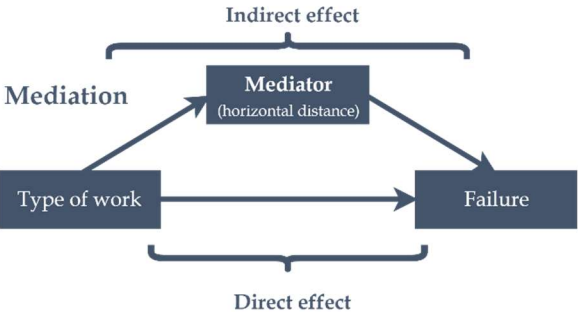 Indirect effect
Mediation
Mediator
(horizontal distance)
Type of work
Failure
Direct effect